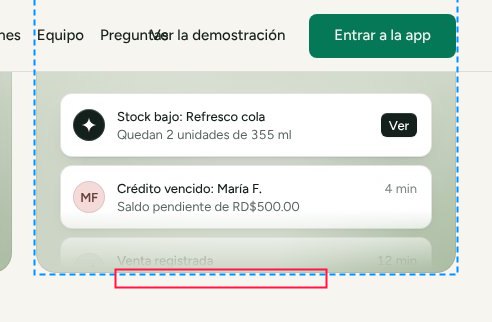 nes Equipo Preguntas Ver la demostración Entrar a la app
Stock bajo: Refresco cola
Quedan 2 unidades de 355 ml
Ver
MF
Crédito vencido: María F.
4 min
Saldo pendiente de RD$500.00
Venta registrada
12 min